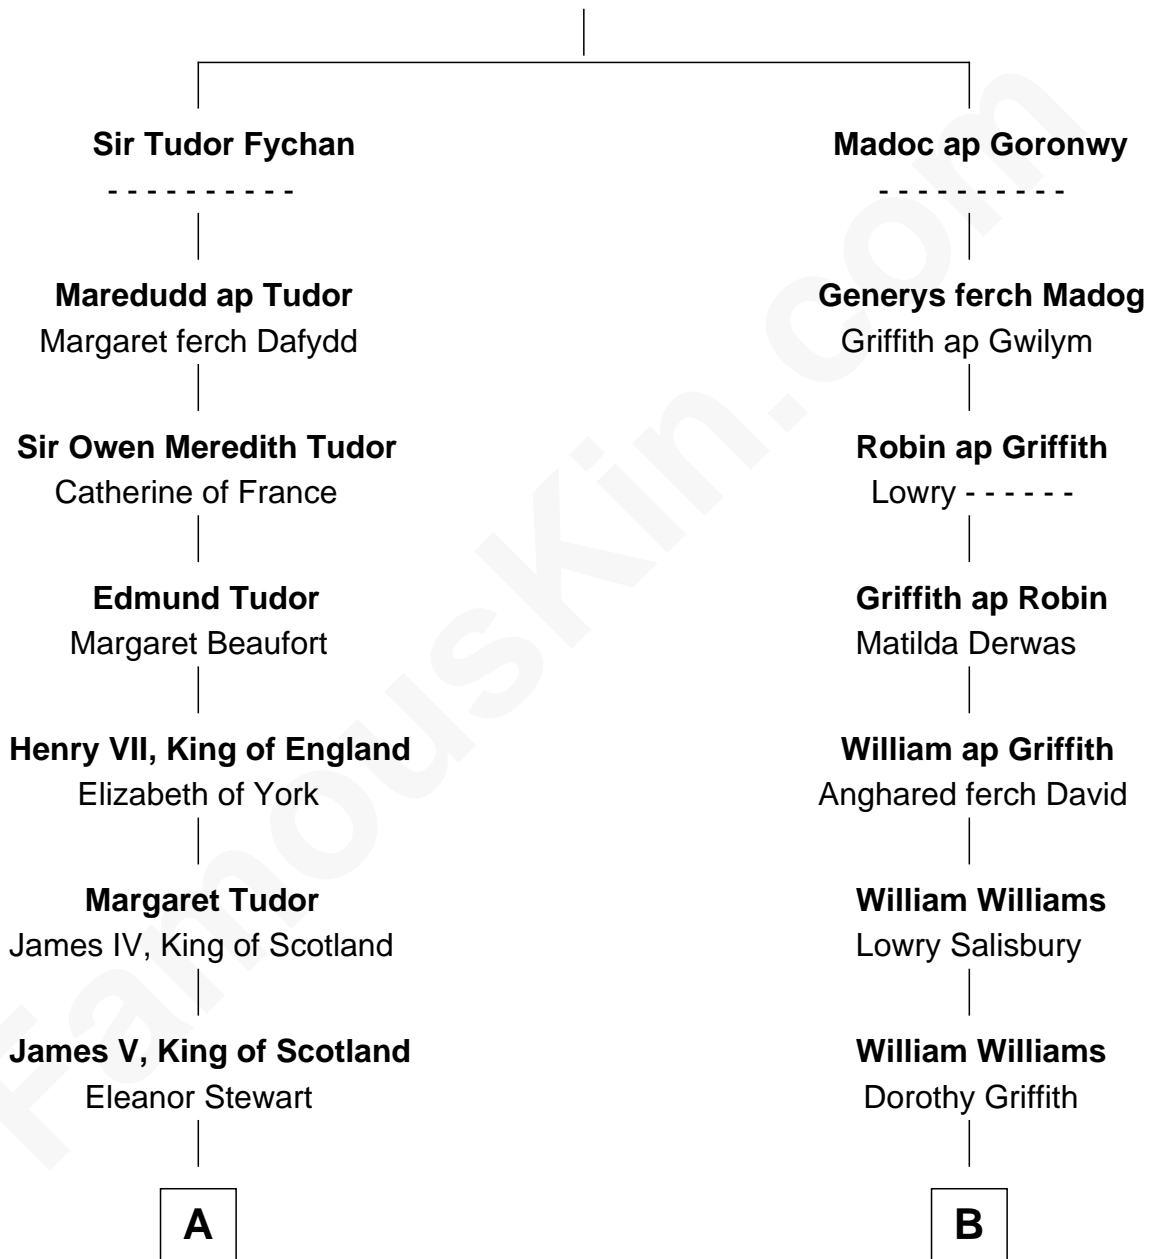 Sir Tudor Fychan
- - - - - - - - - -
Maredudd ap Tudor
Margaret ferch Dafydd
Sir Owen Meredith Tudor
Catherine of France
Edmund Tudor
Margaret Beaufort
Henry VII, King of England
Elizabeth of York
Margaret Tudor
James IV, King of Scotland
James V, King of Scotland
Eleanor Stewart
A
Madoc ap Goronwy
- - - - - - - - - -
Generys ferch Madog
Griffith ap Gwilym
Robin ap Griffith
Lowry - - - - - -
Griffith ap Robin
Matilda Derwas
William ap Griffith
Anghared ferch David
William Williams
Lowry Salisbury
William Williams
Dorothy Griffith
B
FamousKin.com